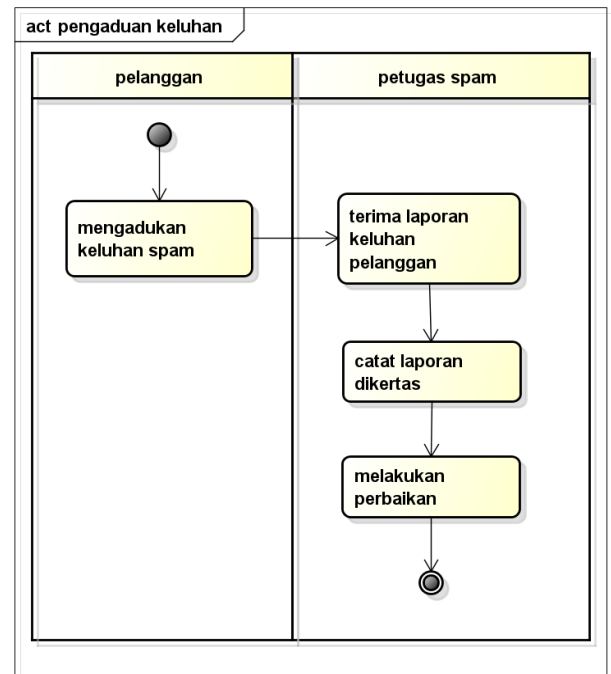 act pengaduan keluhan
pelanggan
petugas spam
mengadukan
keluhan spam
terima laporan
keluhan
pelanggan
catat laporan
dikertas
melakukan
perbaikan